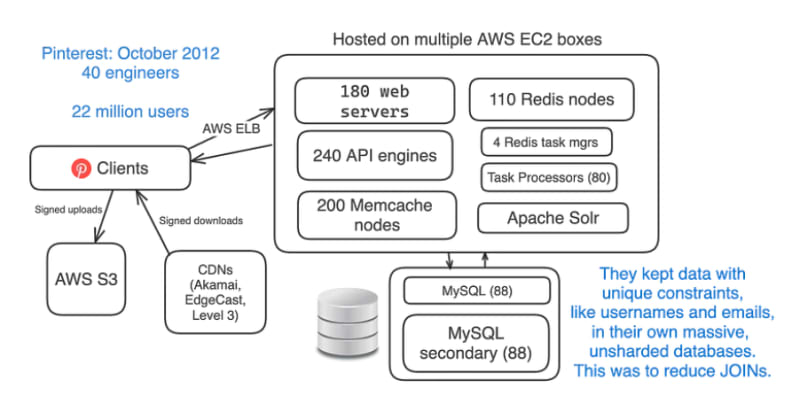 Hosted on multiple AWS EC2 boxes
Pinterest: October 2012
40 engineers
22 million users
AWS ELB
Clients
Signed uploads
Signed downloads
AWS S3
CDNs
(Akamai,
EdgeCast,
Level 3)
180 web
servers
240 API engines
200 Memcache
nodes
110 Redis nodes
4 Redis task mgrs
Task Processors (80)
Apache Solr
MySQL (88)
MySQL
secondary (88)
They kept data with
unique constraints,
like usernames and emails,
in their own massive,
unsharded databases.
This was to reduce JOINs.